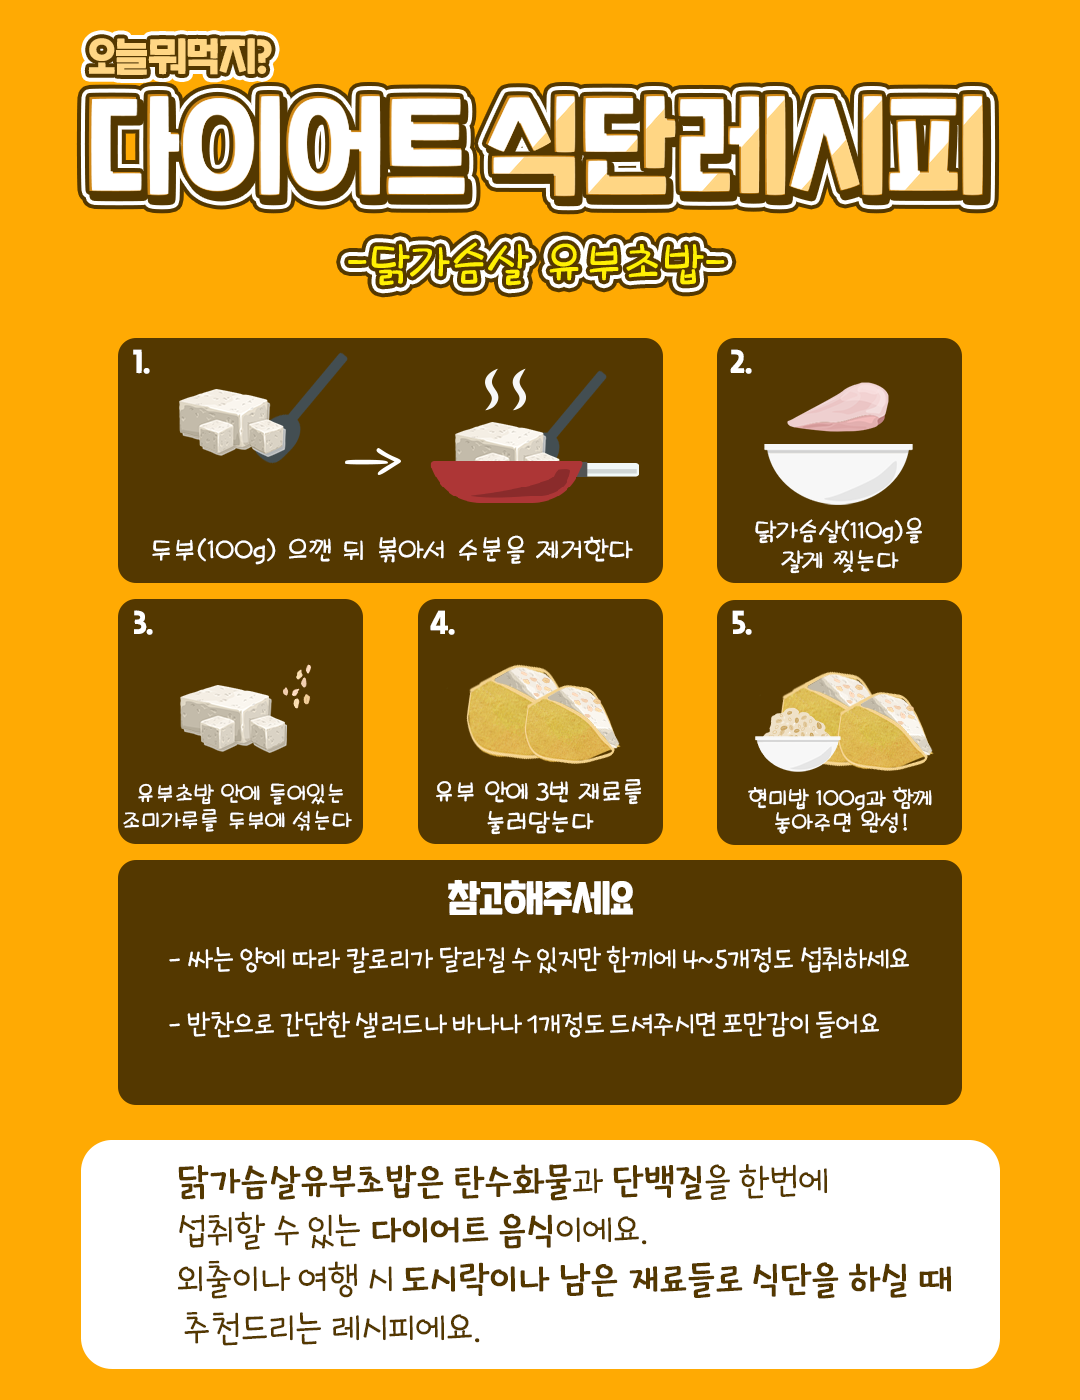 오늘뭐먹지?
다이어트 식단레시피
-닭가슴살 유부초밥-
1.
두부(100g) 으깬 뒤 볶아서 수분을 제거한다
2.
닭가슴살(110g)을
잘게 찢는다
3.
유부초밥 안에 들어있는
조미가루를 두부에 섞는다
4.
유부 안에 3번 재료를
눌러담는다
5.
현미밥 100g과 함께
놓아주면 완성!
참고해주세요
- 싸는 양에 따라 칼로리가 달라질 수 있지만 한끼에 4~5개정도 섭취하세요
- 반찬으로 간단한 샐러드나 바나나 1개정도 드셔주시면 포만감이 들어요
닭가슴살유부초밥은 탄수화물과 단백질을 한번에
섭취할 수 있는 다이어트 음식이에요.
외출이나 여행 시 도시락이나 남은 재료들로 식단을 하실 때
추천드리는 레시피에요.